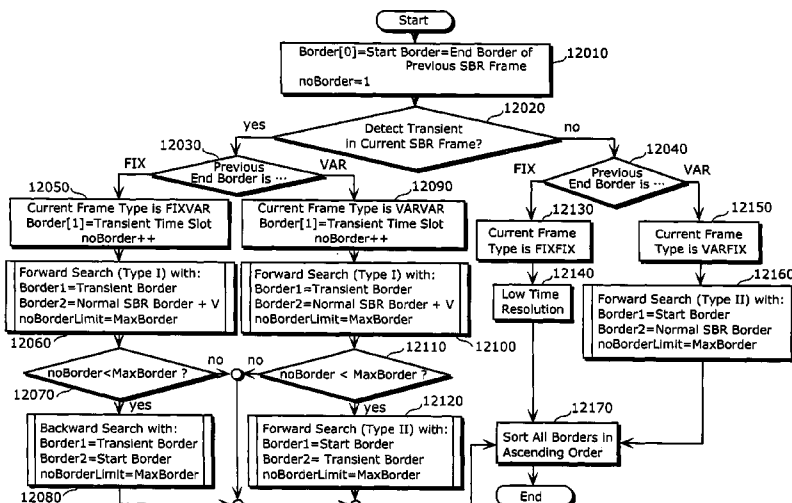 Start
Border[0]=Start Border=End Border of
Previous SBR Frame
noBorder=1
12010
12020
Detect Transient
in Current SBR Frame?
yes
no
12030
Previous
End Border is ···
FIX
VAR
12040
Previous
End Border is ···
FIX
VAR
12050
Current Frame Type is FIXVAR
Border[1]=Transient Time Slot
noBorder++
12090
Current Frame Type is VARVAR
Border[1]=Transient Time Slot
noBorder++
12130
Current Frame
Type is FIXFIX
12150
Current Frame
Type is VARFIX
Forward Search (Type I) with:
Border1=Transient Border
Border2=Normal SBR Border + V
noBorderLimit=MaxBorder
12060
Forward Search (Type I) with:
Border1=Transient Border
Border2=Normal SBR Border + V
noBorderLimit=MaxBorder
12100
12140
Low Time
Resolution
12160
Forward Search (Type II) with:
Border1=Start Border
Border2=Normal SBR Border
noBorderLimit=MaxBorder
noBorder<MaxBorder ?
12070
no
yes
12110
noBorder < MaxBorder ?
no
yes
Backward Search with:
Border1=Transient Border
Border2=Start Border
noBorderLimit=MaxBorder
12080
12120
Forward Search (Type II) with:
Border1=Start Border
Border2= Transient Border
noBorderLimit=MaxBorder
12170
Sort All Borders in
Ascending Order
End